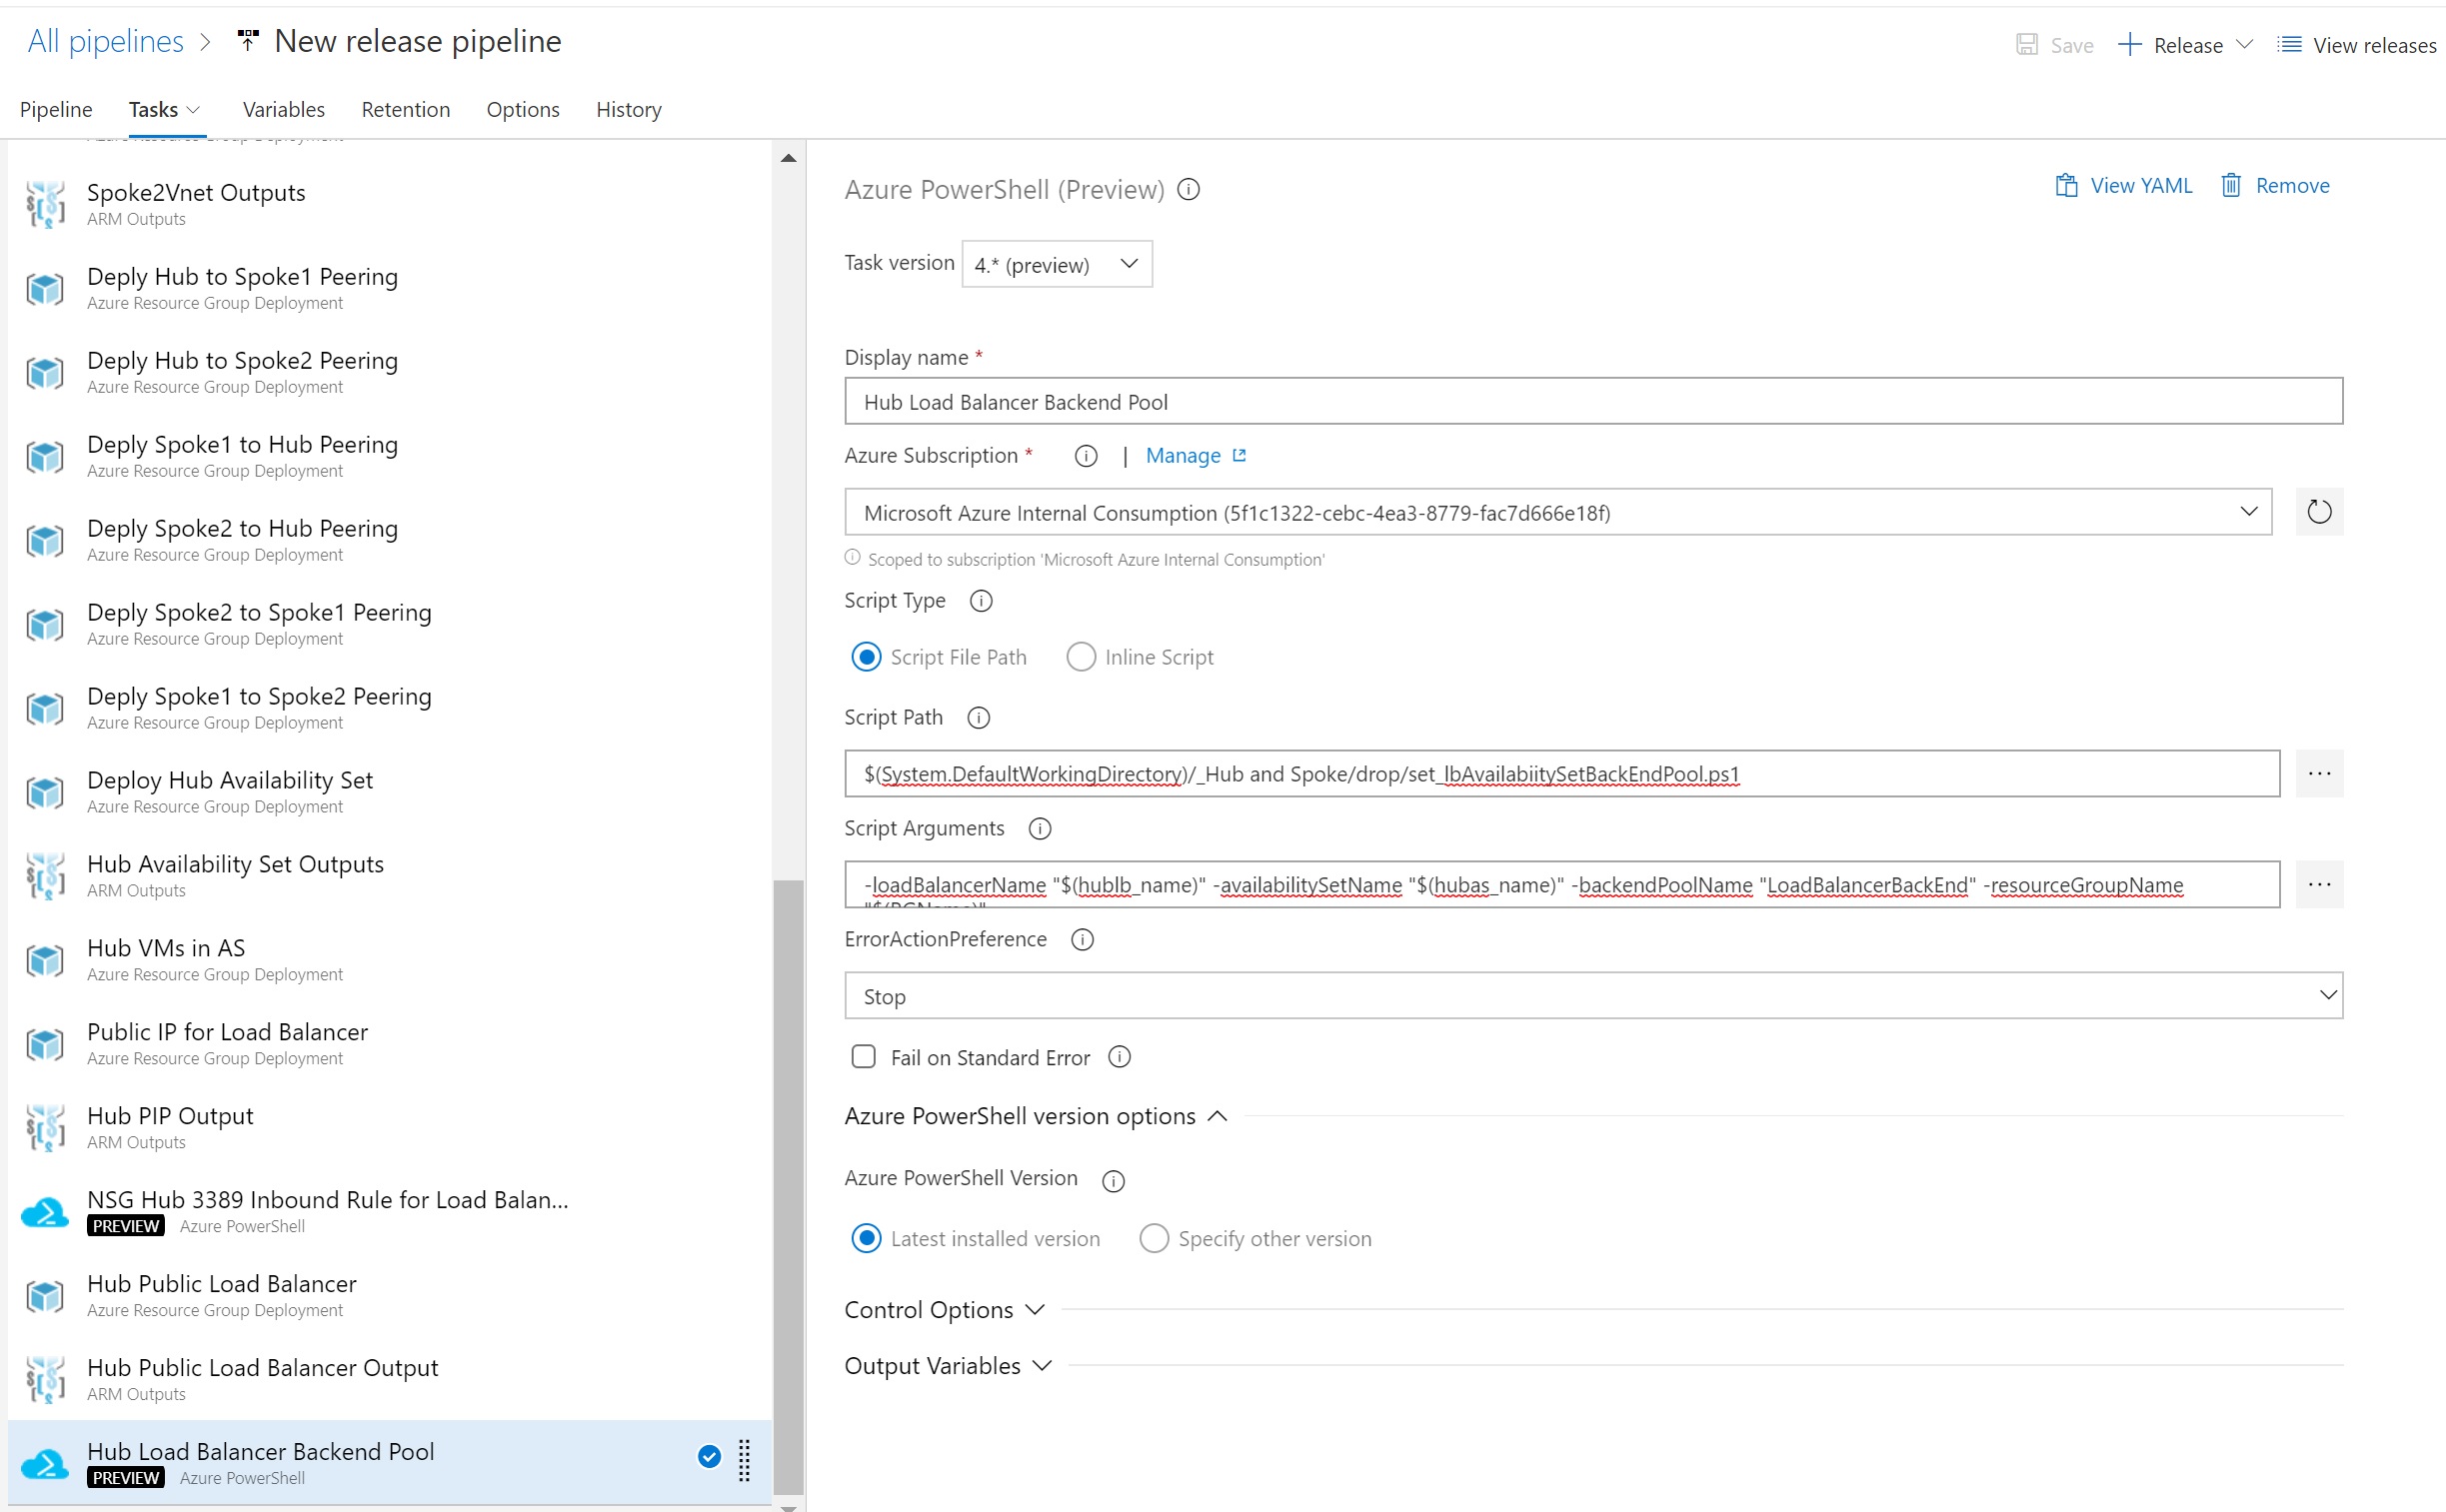 All pipelines > New release pipeline
Save + Release View releases
Pipeline Tasks Variables Retention Options History
Azure Resource Group Deployment
Spoke2Vnet Outputs
ARM Outputs
Deply Hub to Spoke1 Peering
Azure Resource Group Deployment
Deply Hub to Spoke2 Peering
Azure Resource Group Deployment
Deply Spoke1 to Hub Peering
Azure Resource Group Deployment
Deply Spoke2 to Hub Peering
Azure Resource Group Deployment
Deply Spoke2 to Spoke1 Peering
Azure Resource Group Deployment
Deply Spoke1 to Spoke2 Peering
Azure Resource Group Deployment
Deploy Hub Availability Set
Azure Resource Group Deployment
Hub Availability Set Outputs
ARM Outputs
Hub VMs in AS
Azure Resource Group Deployment
Public IP for Load Balancer
Azure Resource Group Deployment
Hub PIP Output
ARM Outputs
NSG Hub 3389 Inbound Rule for Load Balan...
PREVIEW Azure PowerShell
Hub Public Load Balancer
Azure Resource Group Deployment
Hub Public Load Balancer Output
ARM Outputs
Hub Load Balancer Backend Pool
PREVIEW Azure PowerShell
Azure PowerShell (Preview)
View YAML Remove
Task version 4.* (preview)
Display name *
Hub Load Balancer Backend Pool
Azure Subscription * | Manage
Microsoft Azure Internal Consumption (5f1c1322-cebc-4ea3-8779-fac7d666e18f)
Scoped to subscription 'Microsoft Azure Internal Consumption'
Script Type
Script File Path Inline Script
Script Path
$(System.DefaultWorkingDirectory)/_Hub and Spoke/drop/set_lbAvailabiitySetBackEndPool.ps1
Script Arguments
-loadBalancerName "$(hublb_name)" -availabilitySetName "$(hubas_name)" -backendPoolName "LoadBalancerBackEnd" -resourceGroupName
"$(RGName)"
ErrorActionPreference
Stop
Fail on Standard Error
Azure PowerShell version options
Azure PowerShell Version
Latest installed version Specify other version
Control Options
Output Variables